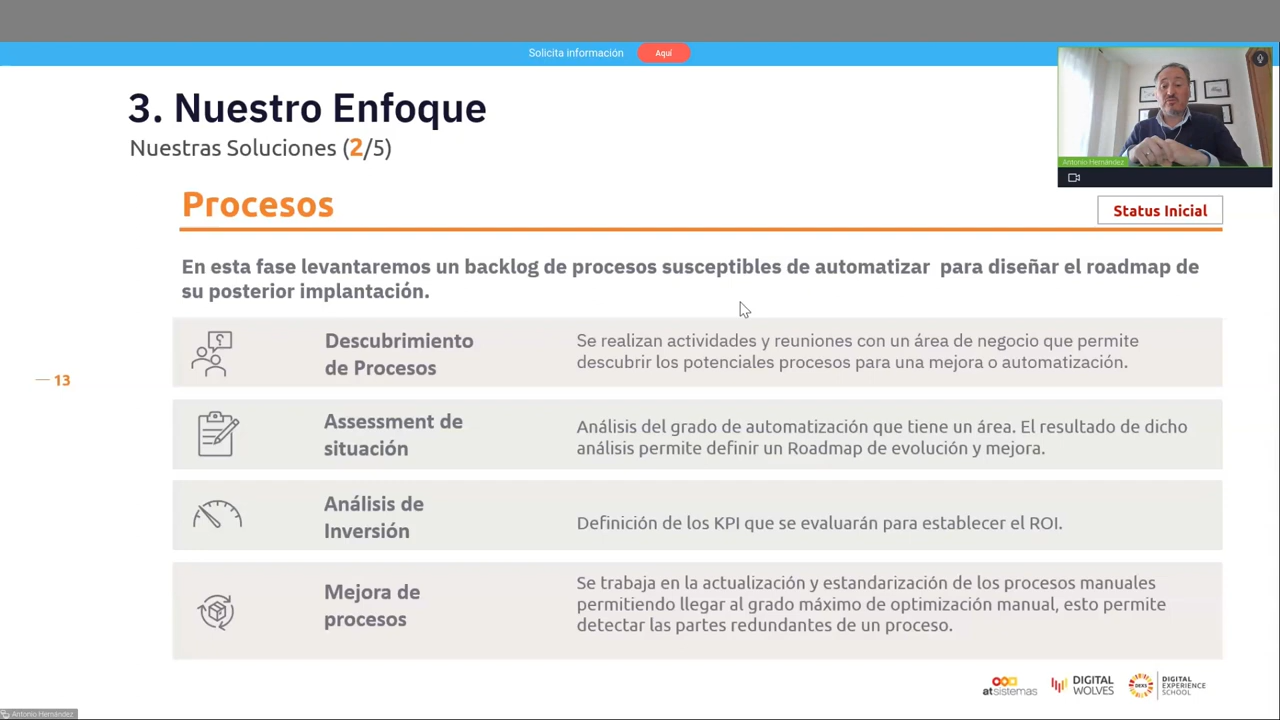 Solicita información Aquí
3. Nuestro Enfoque
Nuestras Soluciones (2/5)
Antonio Hernández
Procesos
Status Inicial
En esta fase levantaremos un backlog de procesos susceptibles de automatizar para diseñar el roadmap de
su posterior implantación.
Descubrimiento
de Procesos
Se realizan actividades y reuniones con un área de negocio que permite
descubrir los potenciales procesos para una mejora o automatización.
13
Assessment de
situación
Análisis del grado de automatización que tiene un área. El resultado de dicho
análisis permite definir un Roadmap de evolución y mejora.
Análisis de
Inversión
Definición de los KPI que se evaluarán para establecer el ROI.
Mejora de
procesos
Se trabaja en la actualización y estandarización de los procesos manuales
permitiendo llegar al grado máximo de optimización manual, esto permite
detectar las partes redundantes de un proceso.
atsistemas
DIGITAL
WOLVES
DEXS
DIGITAL
EXPERIENCE
SCHOOL
Antonio Hernández